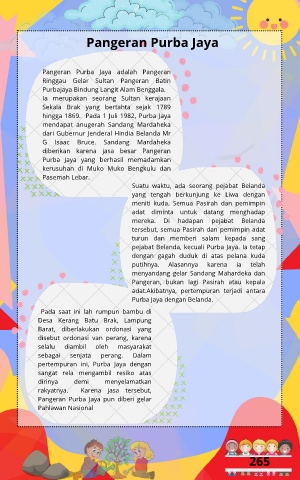 Pangeran Purba Jaya
Pangeran Purba Jaya adalah Pangeran
Ringgau Gelar Sultan Pangeran Batin
Purbajaya Bindung Langit Alam Benggala.
Ia merupakan seorang Sultan kerajaan
Sekala Brak yang bertahta sejak 1789
hingga 1869. Pada 1 Juli 1982, Purba Jaya
mendapat anugerah Sandang Mardaheka
dari Gubernur Jenderal Hindia Belanda Mr
G Isaac Bruce. Sandang Mardaheka
diberikan karena jasa besar Pangeran
Purba Jaya yang berhasil memadamkan
kerusuhan di Muko Muko Bengkulu dan
Pasemah Lebar.
Suatu waktu, ada seorang pejabat Belanda
yang tengah berkunjung ke Liwa dengan
meniti kuda. Semua Pasirah dan pemimpin
adat diminta untuk datang menghadap
mereka. Di hadapan pejabat Belanda
tersebut, semua Pasirah dan pemimpin adat
turun dan memberi salam kepada sang
pejabat Belanda, kecuali Purba Jaya. Ia tetap
dengan gagah duduk di atas pelana kuda
putihnya. Alasannya karena ia telah
menyandang gelar Sandang Mahardeka dan
Pangeran, bukan lagi Pasirah atau kepala
adat.Akibatnya, pertempuran terjadi antara
Purba Jaya dengan Belanda.
Pada saat ini lah rumpun bambu di
Desa Kerang Batu Brak, Lampung
Barat, diberlakukan ordonasi yang
disebut ordonasi van perang, karena
selalu diambil oleh masyarakat
sebagai senjata perang. Dalam
pertempuran ini, Purba Jaya dengan
sangat rela mengambil resiko atas
dirinya demi menyelamatkan
rakyatnya. Karena jasa tersebut,
Pangeran Purba Jaya pun diberi gelar
Pahlawan Nasional
265